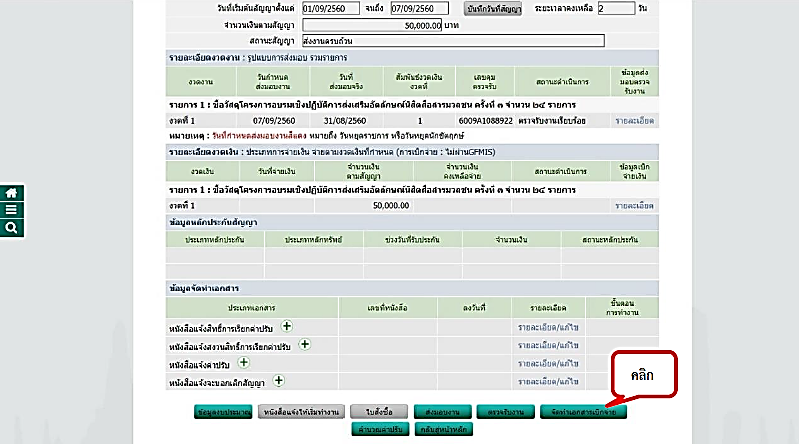 วันที่เริ่มต้นสัญญาตั้งแต่ 01/09/2560 จนถึง 07/09/2560 บันทึกวันที่สัญญา ระยะเวลาคงเหลือ 2 วัน
จำนวนเงินตามสัญญา 50,000.00 บาท
สถานะสัญญา ส่งงานครบถ้วน
รายละเอียดงวดงาน : รูปแบบการส่งมอบ รวมรายการ
งวดงาน วันกำหนดส่งมอบงาน วันที่ส่งมอบจริง สัมพันธ์งวดเงินงวดที่ เลขคุมตรวจรับ สถานะดำเนินการ ข้อมูลส่งมอบตรวจรับงาน
รายการ 1 : ซื้อวัสดุโครงการอบรมเชิงปฏิบัติการส่งเสริมอัตลักษณ์นิสิตสื่อสารมวลชน ครั้งที่ ๓ จำนวน ๒๔ รายการ
งวดที่ 1 07/09/2560 31/08/2560 1 6009A1088922 ตรวจรับงานเรียบร้อย รายละเอียด
หมายเหตุ : วันที่กำหนดส่งมอบงานสีแดง หมายถึง วันหยุดราชการ หรือวันหยุดนักขัตฤกษ์
รายละเอียดงวดเงิน : ประเภทการจ่ายเงิน จ่ายตามงวดเงินที่กำหนด (การเบิกจ่าย : ไม่ผ่านGFMIS)
งวดเงิน วันที่จ่ายเงิน จำนวนเงินตามสัญญา จำนวนเงินคงเหลือจ่าย สถานะดำเนินการ ข้อมูลเบิกจ่ายเงิน
รายการ 1 : ซื้อวัสดุโครงการอบรมเชิงปฏิบัติการส่งเสริมอัตลักษณ์นิสิตสื่อสารมวลชน ครั้งที่ ๓ จำนวน ๒๔ รายการ
งวดที่ 1 50,000.00 รายละเอียด
ข้อมูลหลักประกันสัญญา
ประเภทหลักประกัน ประเภทหลักทรัพย์ ช่วงวันที่รับประกัน จำนวนเงิน สถานะหลักประกัน
ข้อมูลจัดทำเอกสาร
ประเภทเอกสาร เลขที่หนังสือ ลงวันที่ รายละเอียด ขั้นตอนการทำงาน
หนังสือแจ้งสิทธิ์การเรียกค่าปรับ รายละเอียด/แก้ไข
หนังสือแจ้งสงวนสิทธิ์การเรียกค่าปรับ รายละเอียด/แก้ไข
หนังสือแจ้งค่าปรับ รายละเอียด/แก้ไข
หนังสือแจ้งจะบอกเลิกสัญญา รายละเอียด/แก้ไข
คลิก
ข้อมูลงบประมาณ หนังสือแจ้งให้เริ่มทำงาน ใบสั่งซื้อ ส่งมอบงาน ตรวจรับงาน จัดทำเอกสารเบิกจ่าย
คำนวณค่าปรับ กลับสู่หน้าหลัก